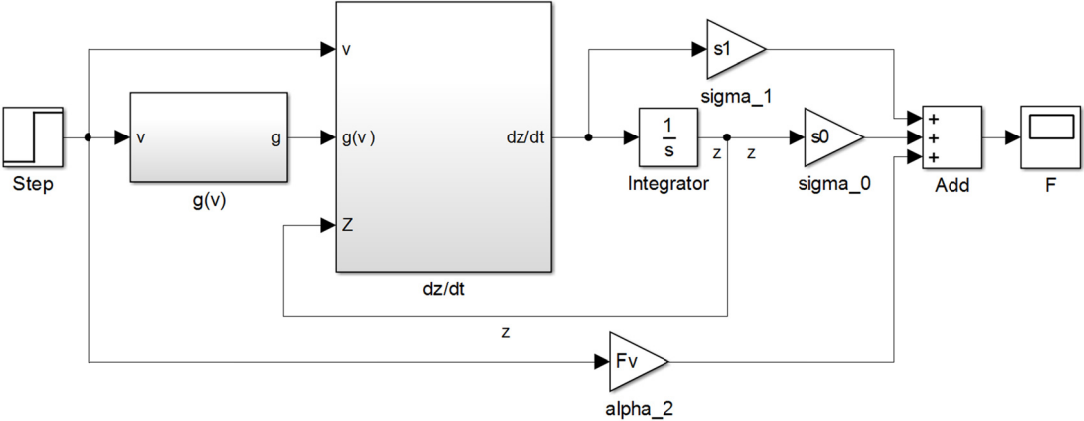 Step
v
g
g(v)
v
g(v )
Z
dz/dt
dz/dt
s1
sigma_1
1
s
Integrator
z
z
s0
sigma_0
+
+
+
Add
F
z
Fv
alpha_2